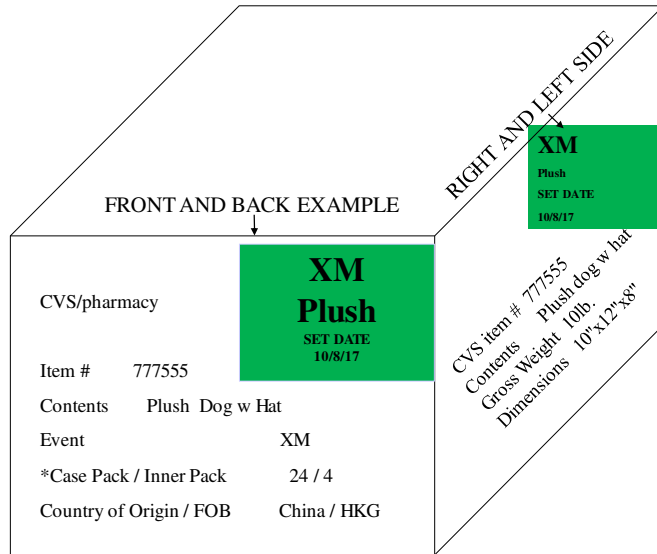 RIGHT AND LEFT SIDE
XM
Plush
SET DATE
10/8/17
FRONT AND BACK EXAMPLE
XM
Plush
SET DATE
10/8/17
CVS/pharmacy
Item # 777555
Contents Plush Dog w Hat
Event XM
*Case Pack / Inner Pack 24 / 4
Country of Origin / FOB China / HKG
CVS item # 777555
Contents Plush dog w hat
Gross Weight 10lb.
Dimensions 10"x12"x8"